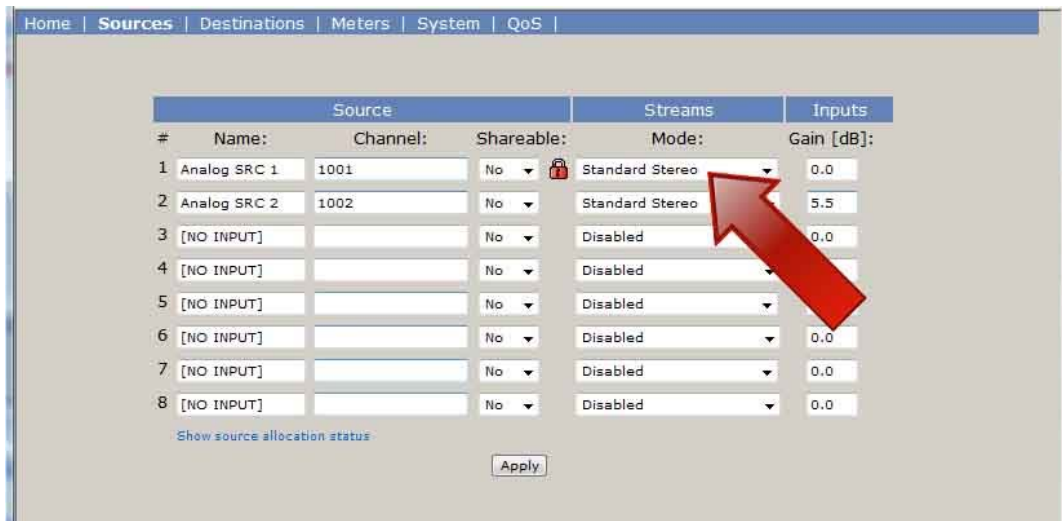 Home | Sources | Destinations | Meters | System | QoS |
Source Streams Inputs
# Name: Channel: Shareable: Mode: Gain [dB]:
1 Analog SRC 1 1001 No Standard Stereo 0.0
2 Analog SRC 2 1002 No Standard Stereo 5.5
3 [NO INPUT] No Disabled 0.0
4 [NO INPUT] No Disabled
5 [NO INPUT] No Disabled
6 [NO INPUT] No Disabled 0.0
7 [NO INPUT] No Disabled 0.0
8 [NO INPUT] No Disabled 0.0
Show source allocation status
Apply